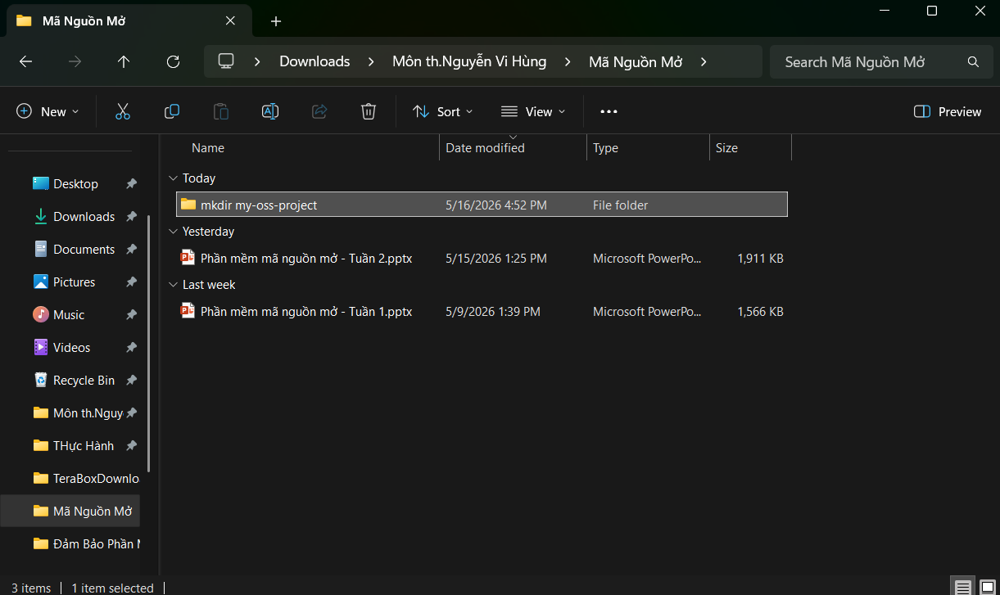 Mã Nguồn Mở
Downloads > Môn th.Nguyễn Vi Hùng > Mã Nguồn Mở >
Search Mã Nguồn Mở
New
Sort
View
Preview
Name Date modified Type Size
Today
mkdir my-oss-project 5/16/2026 4:52 PM File folder
Yesterday
Phần mềm mã nguồn mở - Tuần 2.pptx 5/15/2026 1:25 PM Microsoft PowerPo... 1,911 KB
Last week
Phần mềm mã nguồn mở - Tuần 1.pptx 5/9/2026 1:39 PM Microsoft PowerPo... 1,566 KB
Desktop
Downloads
Documents
Pictures
Music
Videos
Recycle Bin
Môn th.Nguy
THực Hành
TeraBoxDownlo
Mã Nguồn Mở
Đảm Bảo Phần M
3 items
1 item selected